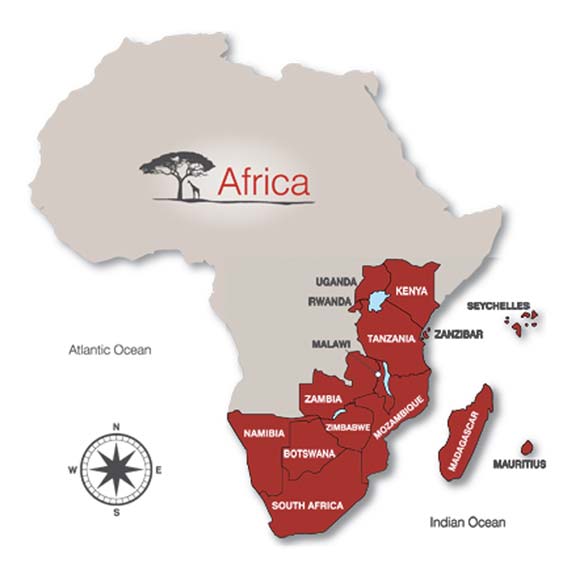 Africa
UGANDA
KENYA
RWANDA
SEYCHELLES
TANZANIA
ZANZIBAR
MALAWI
Atlantic Ocean
ZAMBIA
MOZAMBIQUE
ZIMBABWE
NAMIBIA
MADAGASCAR
BOTSWANA
MAURITIUS
N
W
E
S
SOUTH AFRICA
Indian Ocean